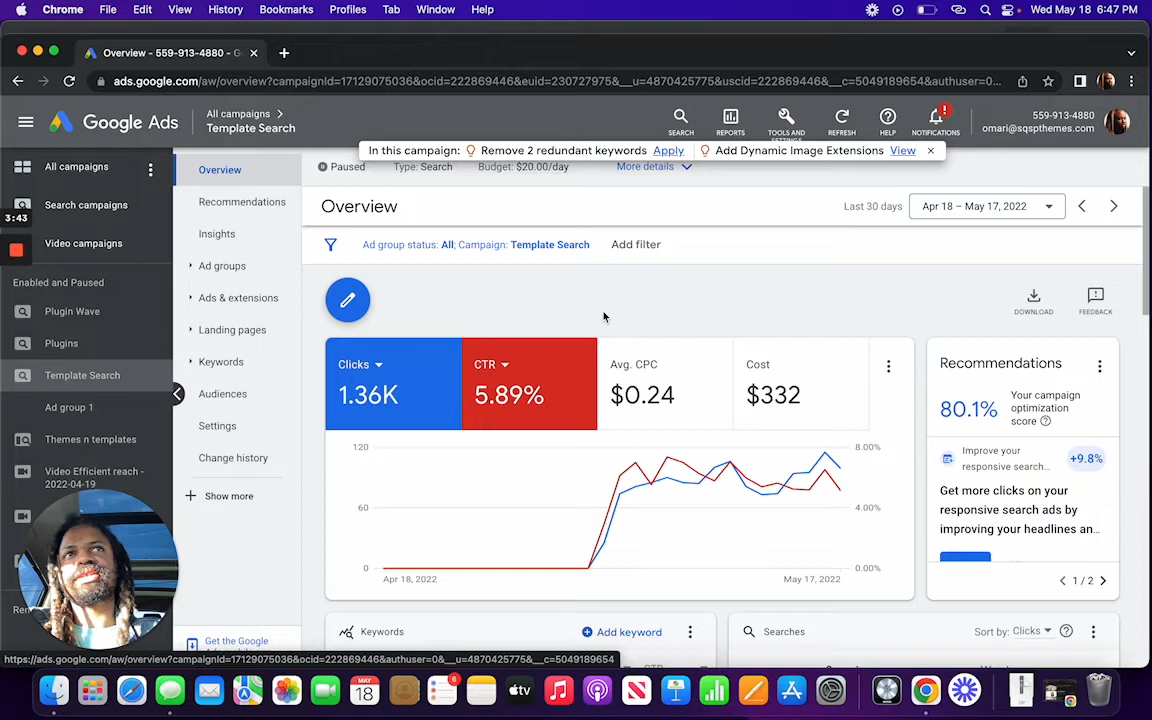 Chrome File Edit View History Bookmarks Profiles Tab Window Help Wed May 18 6:47 PM
Overview - 559-913-4880 - G
ads.google.com/aw/overview?campaignId=17129075036&ocid=222869446&euid=230727975&__u=4870425775&uscid=222869446&__c=5049189654&authuser=0...
Google Ads
All campaigns
Template Search
SEARCH
REPORTS
TOOLS AND SETTINGS
REFRESH
HELP
NOTIFICATIONS
559-913-4880
omari@sqspthemes.com
In this campaign: Remove 2 redundant keywords Apply Add Dynamic Image Extensions View
Paused Type: Search Budget: $20.00/day More details
All campaigns
Search campaigns
3:43
Video campaigns
Enabled and Paused
Plugin Wave
Plugins
Template Search
Ad group 1
Themes n templates
Video Efficient reach -
2022-04-19
Overview
Recommendations
Insights
Ad groups
Ads & extensions
Landing pages
Keywords
Audiences
Settings
Change history
Show more
Get the Google
Overview
Last 30 days Apr 18 – May 17, 2022
Ad group status: All; Campaign: Template Search Add filter
DOWNLOAD
FEEDBACK
Clicks
1.36K
CTR
5.89%
Avg. CPC
$0.24
Cost
$332
120 8.00%
60 4.00%
0 0.00%
Apr 18, 2022 May 17, 2022
Recommendations
80.1%
Your campaign
optimization
score
Improve your
responsive search...
+9.8%
Get more clicks on your
responsive search ads by
improving your headlines an...
1 / 2
Keywords
Add keyword
Searches
Sort by: Clicks
https://ads.google.com/aw/overview?campaignId=17129075036&ocid=222869446&authuser=0&__u=4870425775&__c=5049189654
MAY
18
6
tv